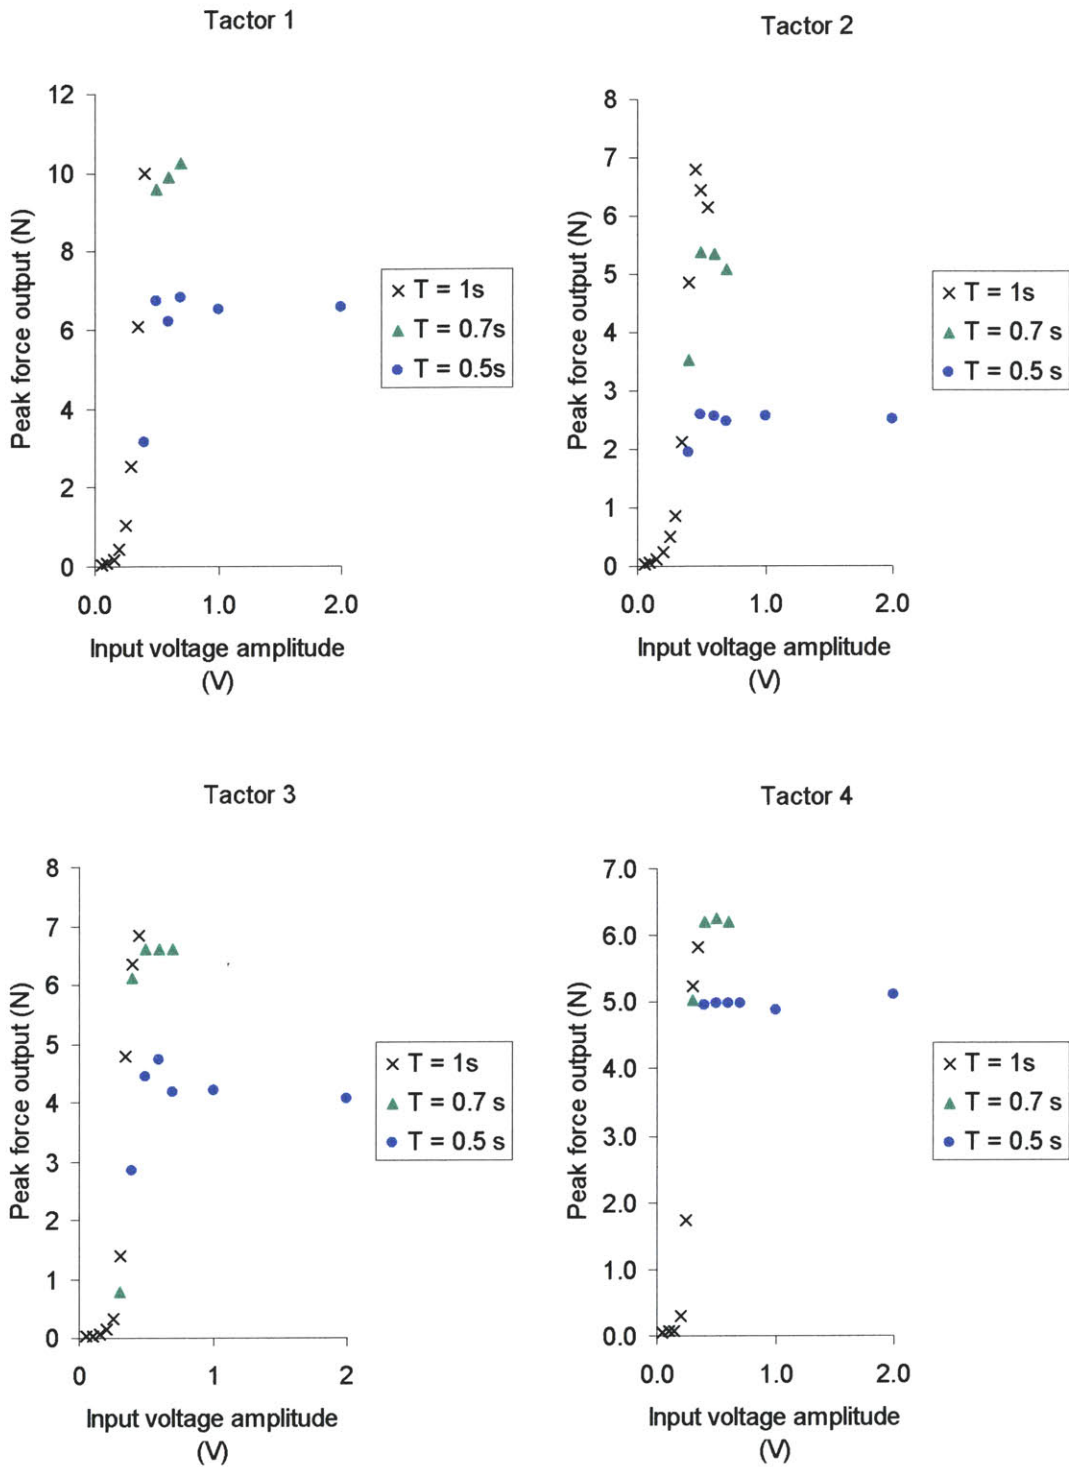 Tactor 1
12
10
8
6
4
2
0
Peak force output (N)
0.0 1.0 2.0
Input voltage amplitude
(V)
T = 1s
T = 0.7s
T = 0.5s
Tactor 2
8
7
6
5
4
3
2
1
0
Peak force output (N)
0.0 1.0 2.0
Input voltage amplitude
(V)
T = 1s
T = 0.7 s
T = 0.5 s
Tactor 3
8
7
6
5
4
3
2
1
0
Peak force output (N)
0 1 2
Input voltage amplitude
(V)
T = 1s
T = 0.7 s
T = 0.5 s
Tactor 4
7.0
6.0
5.0
4.0
3.0
2.0
1.0
0.0
Peak force output (N)
0.0 1.0 2.0
Input voltage amplitude
(V)
T = 1s
T = 0.7 s
T = 0.5 s